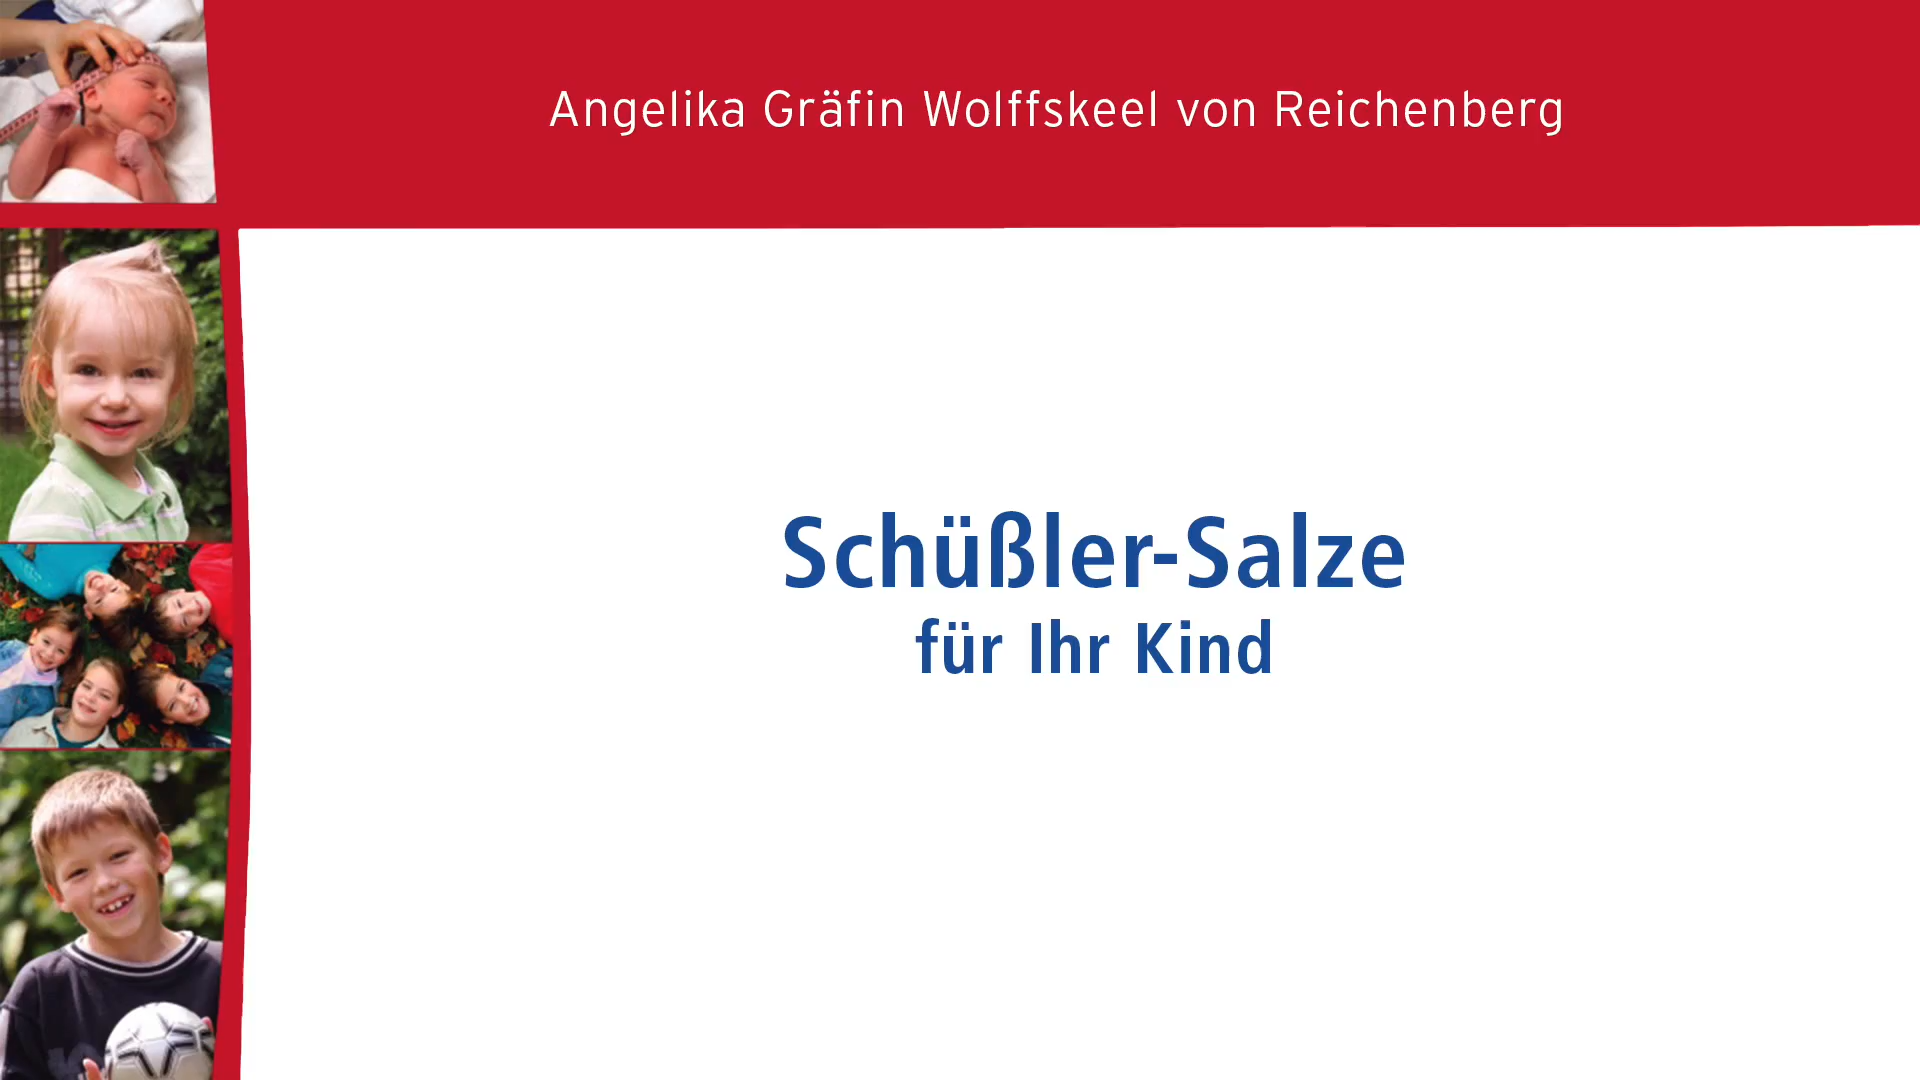 Angelika Gräfin Wolffskeel von Reichenberg
Schüßler-Salze
für Ihr Kind